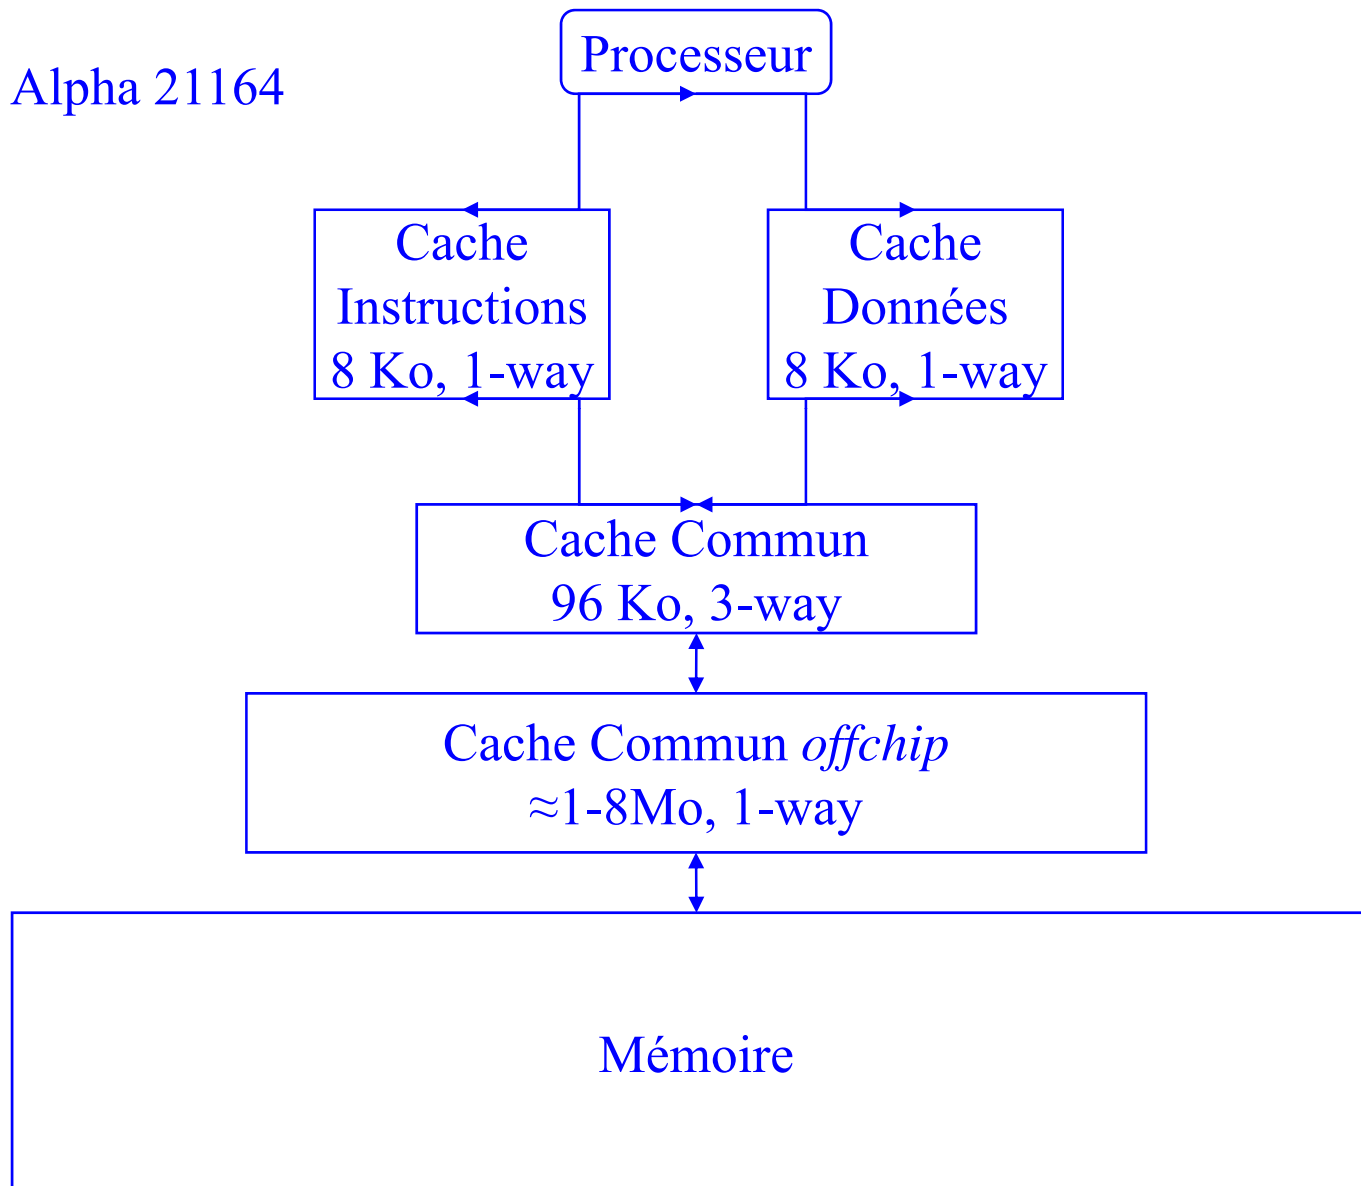 Processeur
Alpha 21164
Cache
Instructions
8 Ko, 1-way
Cache
Données
8 Ko, 1-way
Cache Commun
96 Ko, 3-way
Cache Commun offchip
≈1-8Mo, 1-way
Mémoire